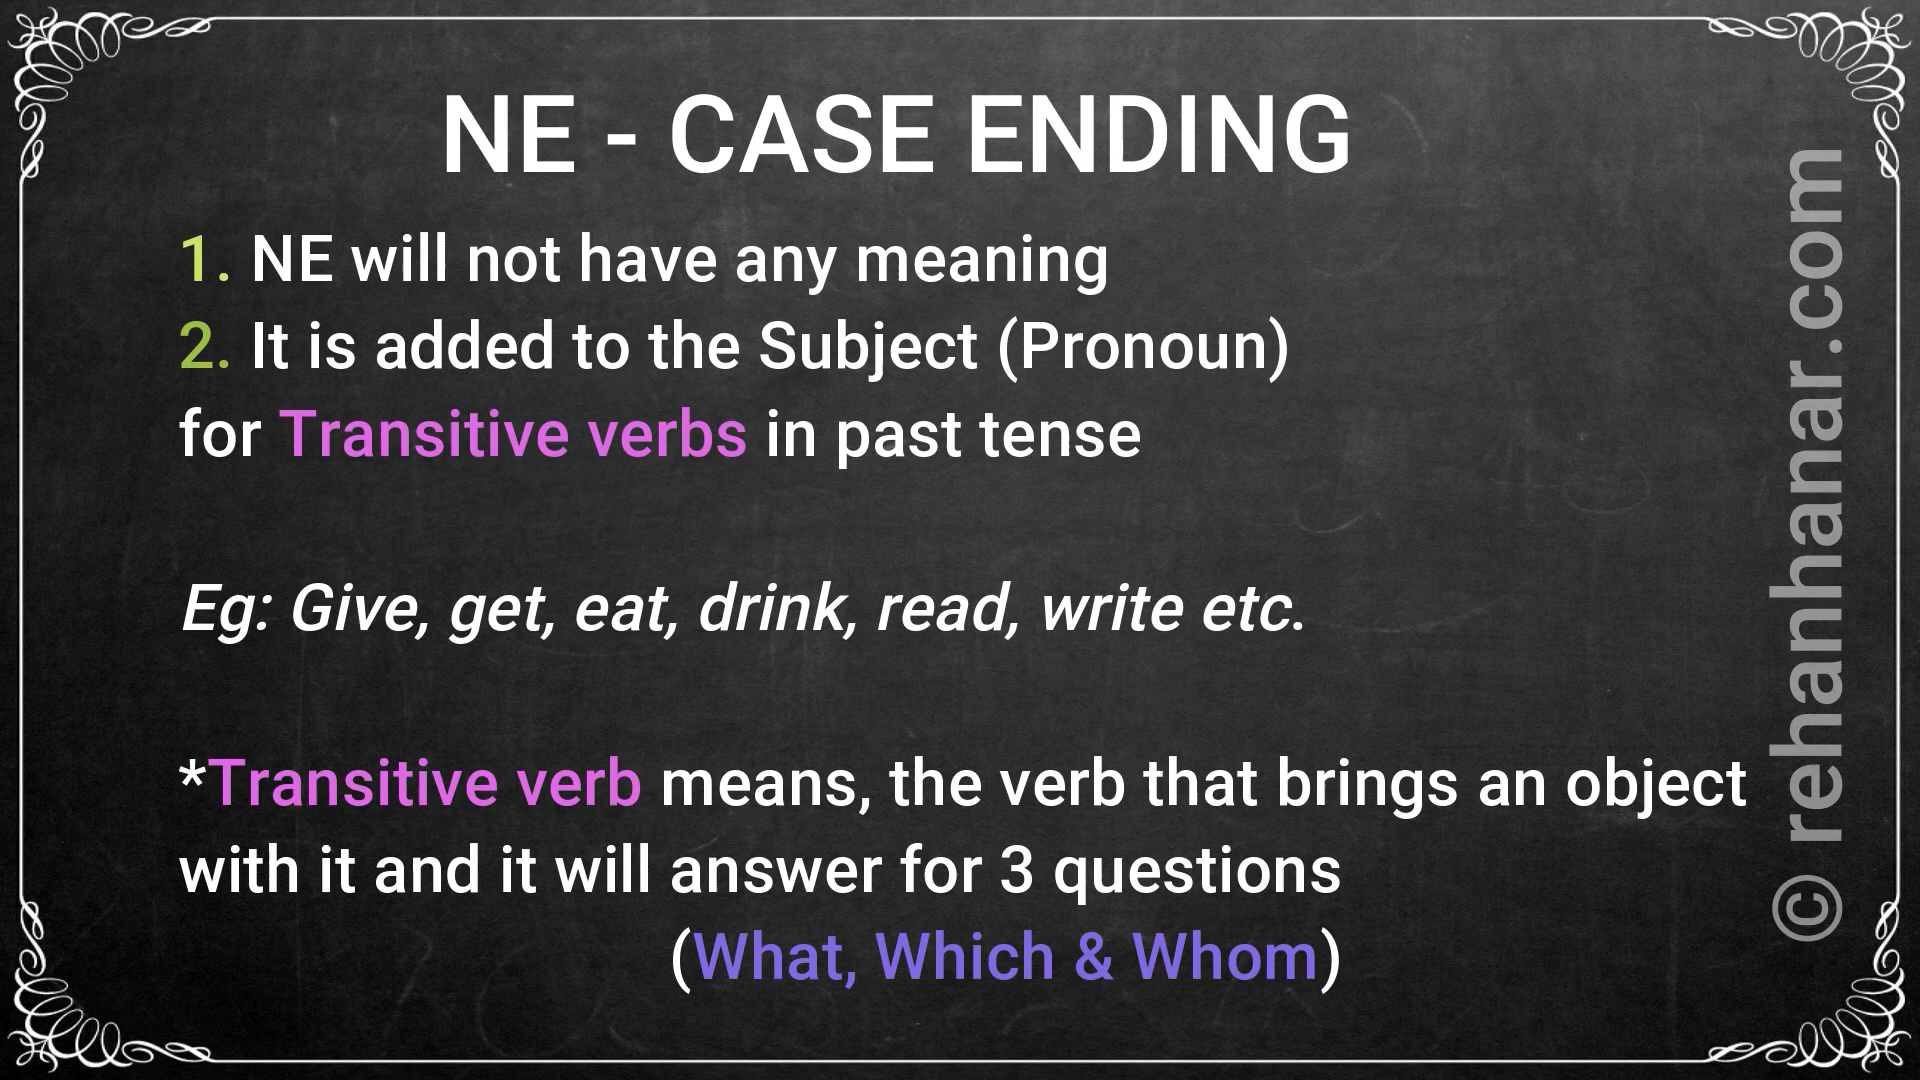 NE - CASE ENDING
1. NE will not have any meaning
2. It is added to the Subject (Pronoun)
for Transitive verbs in past tense
Eg: Give, get, eat, drink, read, write etc.
*Transitive verb means, the verb that brings an object
with it and it will answer for 3 questions
(What, Which & Whom)
© rehanhanar.com